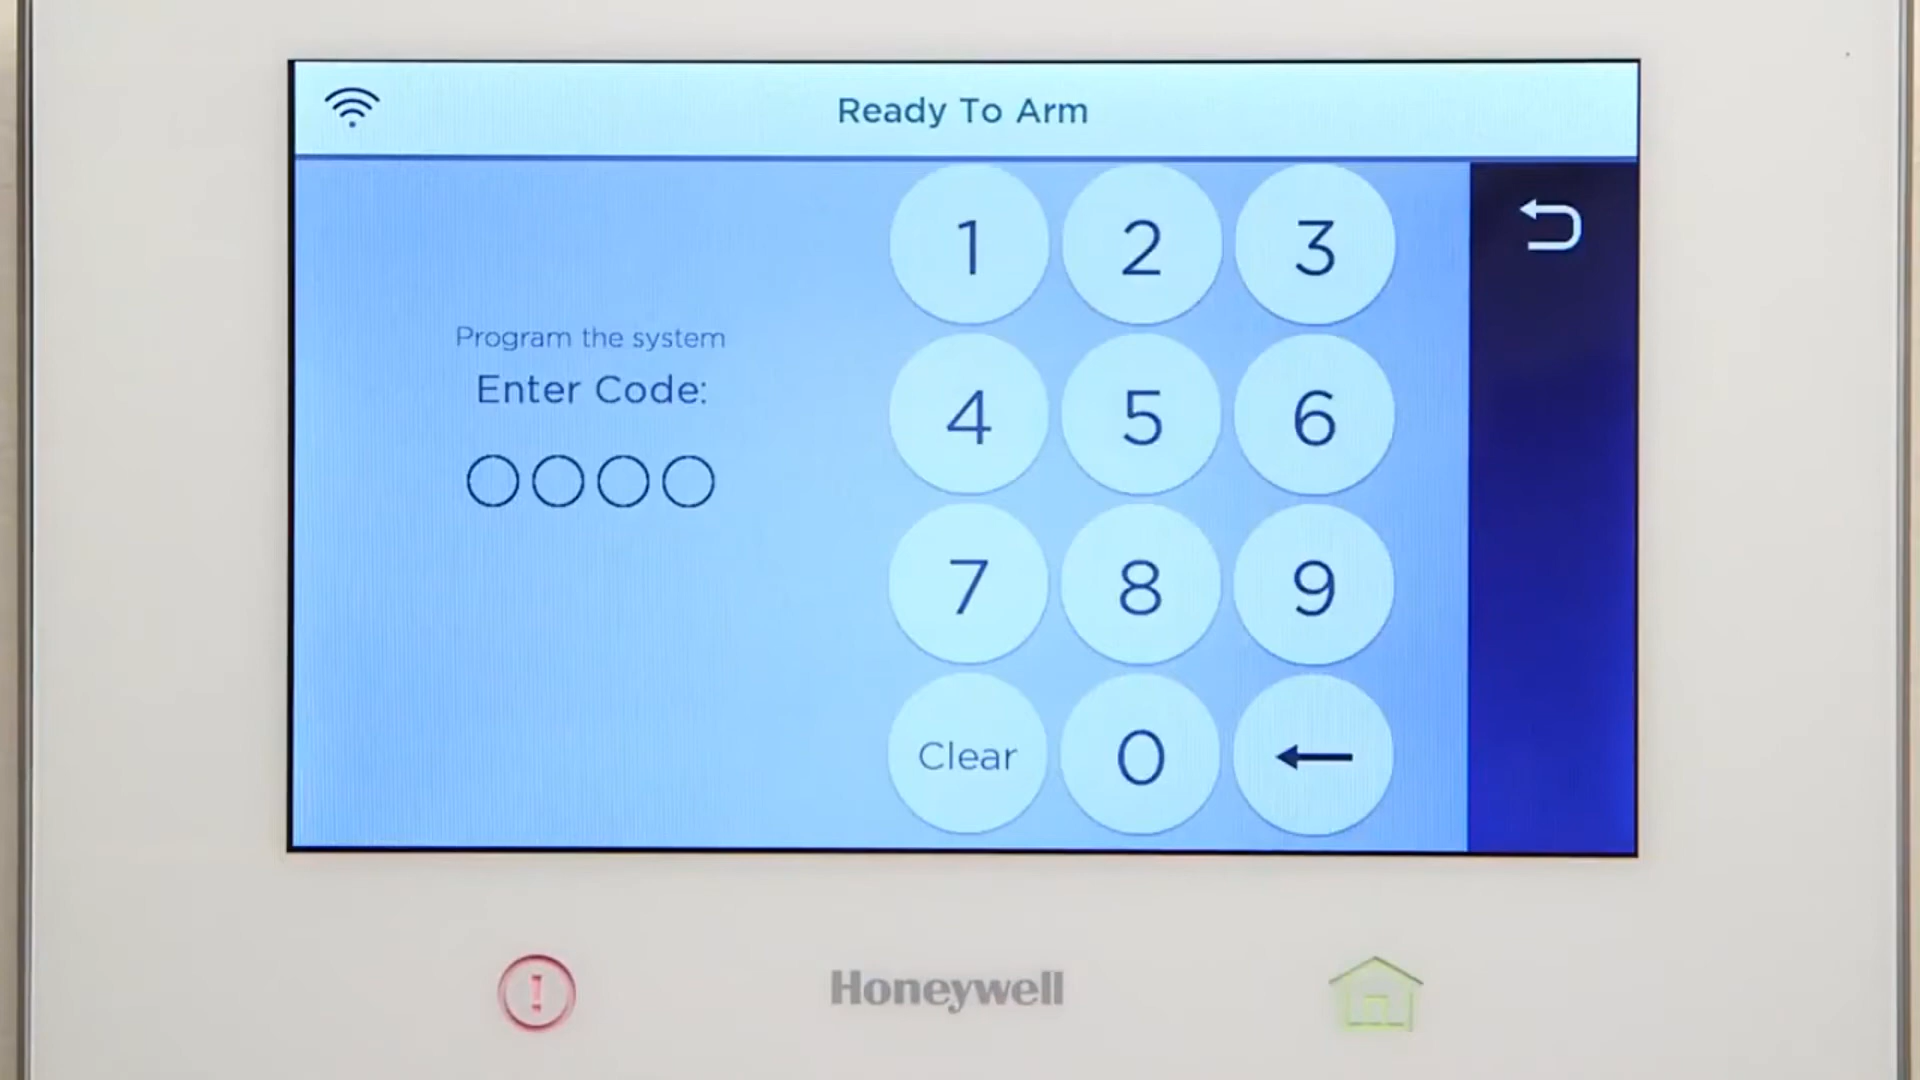 Ready To Arm
Program the system
Enter Code:
1 2 3
4 5 6
7 8 9
Clear 0
!
Honeywell